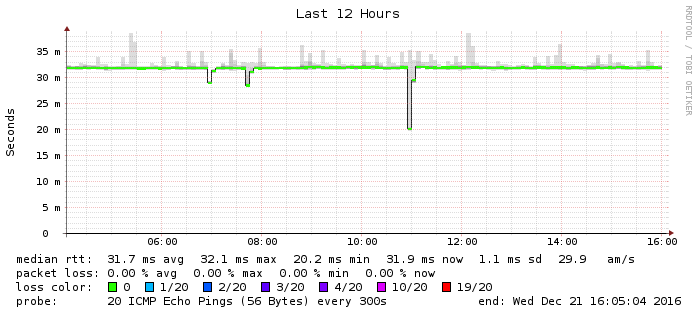 Last 12 Hours
RRDTOOL / TOBI OETIKER
Seconds
35 m
30 m
25 m
20 m
15 m
10 m
5 m
0
06:00 08:00 10:00 12:00 14:00 16:00
median rtt: 31.7 ms avg 32.1 ms max 20.2 ms min 31.9 ms now 1.1 ms sd 29.9 am/s
packet loss: 0.00 % avg 0.00 % max 0.00 % min 0.00 % now
loss color: 0 1/20 2/20 3/20 4/20 10/20 19/20
probe: 20 ICMP Echo Pings (56 Bytes) every 300s end: Wed Dec 21 16:05:04 2016